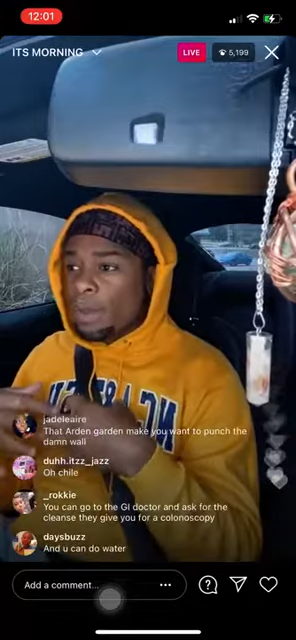 12:01
ITS MORNING
LIVE
5,199
jadeleaire
That Arden garden make you want to punch the
damn wall
duhh.itzz_jazz
Oh chile
_rokkie
You can go to the GI doctor and ask for the
cleanse they give you for a colonoscopy
daysbuzz
And u can do water
Add a comment...